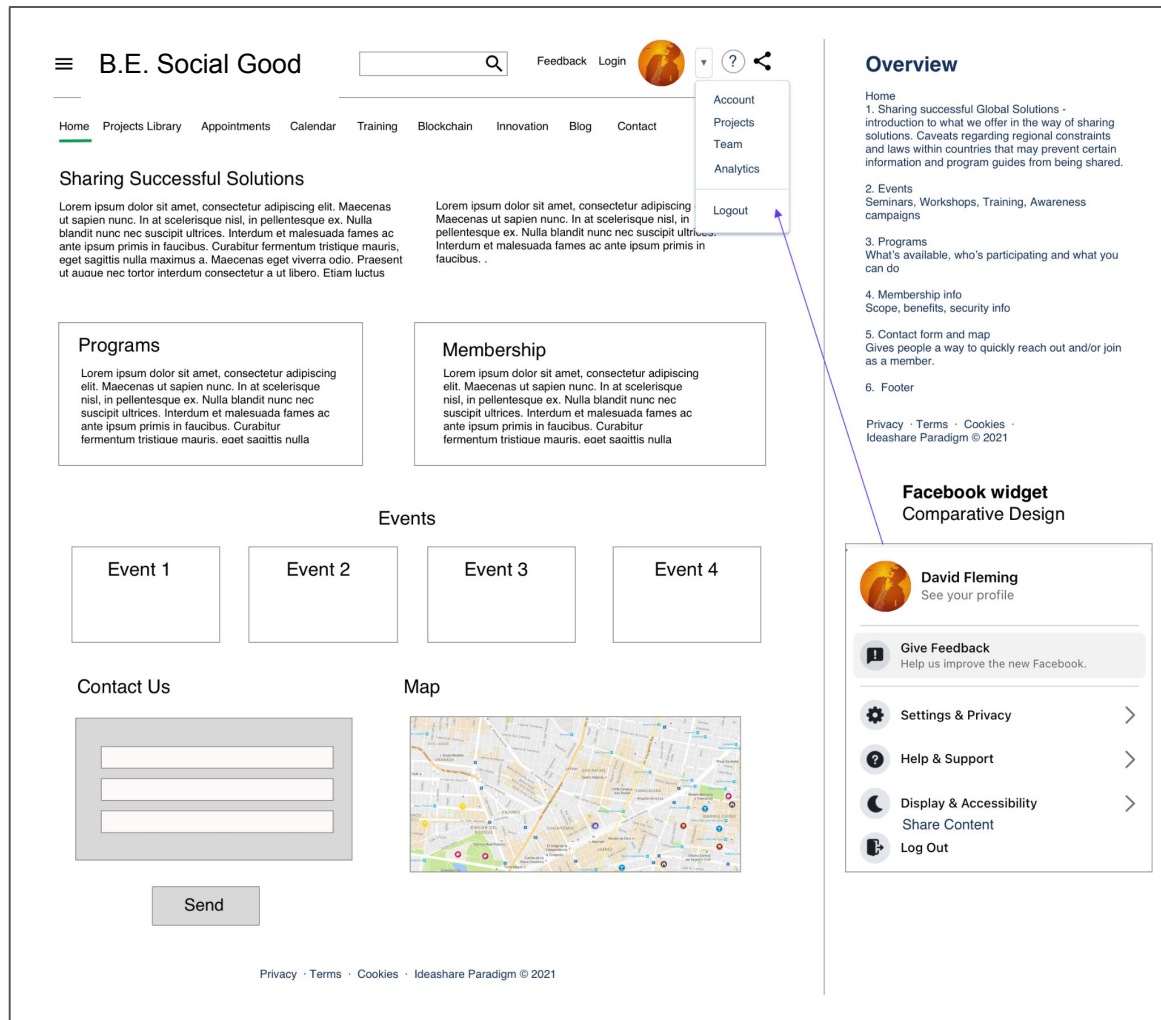 B.E. Social Good
Feedback Login
?
Home Projects Library Appointments Calendar Training Blockchain Innovation Blog Contact
Account
Projects
Team
Analytics
Logout
Sharing Successful Solutions
Lorem ipsum dolor sit amet, consectetur adipiscing elit. Maecenas
ut sapien nunc. In at scelerisque nisl, in pellentesque ex. Nulla
blandit nunc nec suscipit ultrices. Interdum et malesuada fames ac
ante ipsum primis in faucibus. Curabitur fermentum tristique mauris,
eget sagittis nulla maximus a. Maecenas eget viverra odio. Praesent
ut augue nec tortor interdum consectetur a ut libero. Etiam luctus
Lorem ipsum dolor sit amet, consectetur adipiscing
Maecenas ut sapien nunc. In at scelerisque nisl, in
pellentesque ex. Nulla blandit nunc nec suscipit ultrices.
Interdum et malesuada fames ac ante ipsum primis in
faucibus. .
Programs
Lorem ipsum dolor sit amet, consectetur adipiscing
elit. Maecenas ut sapien nunc. In at scelerisque
nisl, in pellentesque ex. Nulla blandit nunc nec
suscipit ultrices. Interdum et malesuada fames ac
ante ipsum primis in faucibus. Curabitur
fermentum tristique mauris, eget sagittis nulla
Membership
Lorem ipsum dolor sit amet, consectetur adipiscing
elit. Maecenas ut sapien nunc. In at scelerisque
nisl, in pellentesque ex. Nulla blandit nunc nec
suscipit ultrices. Interdum et malesuada fames ac
ante ipsum primis in faucibus. Curabitur
fermentum tristique mauris, eget sagittis nulla
Events
Event 1
Event 2
Event 3
Event 4
Contact Us
Send
Map
Privacy · Terms · Cookies · Ideashare Paradigm © 2021
Overview
Home
1. Sharing successful Global Solutions -
introduction to what we offer in the way of sharing
solutions. Caveats regarding regional constraints
and laws within countries that may prevent certain
information and program guides from being shared.
2. Events
Seminars, Workshops, Training, Awareness
campaigns
3. Programs
What's available, who's participating and what you
can do
4. Membership info
Scope, benefits, security info
5. Contact form and map
Gives people a way to quickly reach out and/or join
as a member.
6. Footer
Privacy · Terms · Cookies ·
Ideashare Paradigm © 2021
Facebook widget
Comparative Design
David Fleming
See your profile
Give Feedback
Help us improve the new Facebook.
Settings & Privacy
Help & Support
Display & Accessibility
Share Content
Log Out